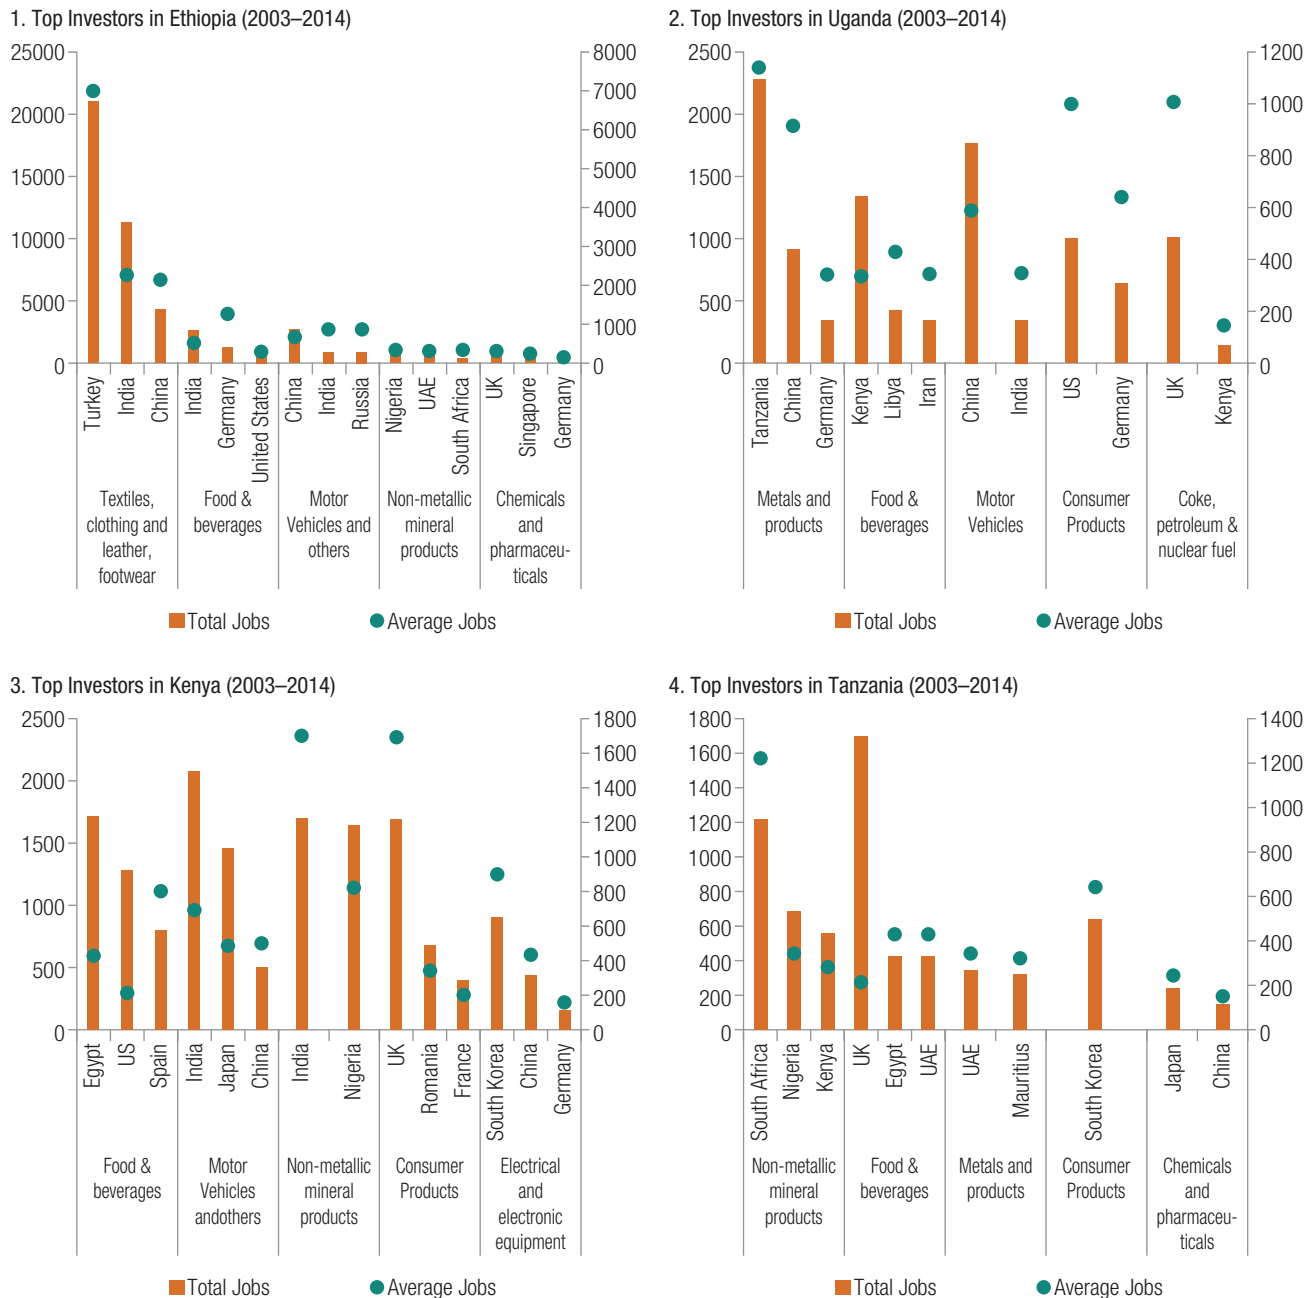 1. Top Investors in Ethiopia (2003–2014)
25000
20000
15000
10000
5000
0
8000
7000
6000
5000
4000
3000
2000
1000
0
Turkey
India
China
India
Germany
United States
China
India
Russia
Nigeria
UAE
South Africa
UK
Singapore
Germany
Textiles,
clothing and
leather,
footwear
Food &
beverages
Motor
Vehicles and
others
Non-metallic
mineral
products
Chemicals
and
pharmaceu-
ticals
Total Jobs
Average Jobs
2. Top Investors in Uganda (2003–2014)
2500
2000
1500
1000
500
0
1200
1000
800
600
400
200
0
Tanzania
China
Germany
Kenya
Libya
Iran
China
India
US
Germany
UK
Kenya
Metals and
products
Food &
beverages
Motor
Vehicles
Consumer
Products
Coke,
petroleum &
nuclear fuel
Total Jobs
Average Jobs
3. Top Investors in Kenya (2003–2014)
2500
2000
1500
1000
500
0
1800
1600
1400
1200
1000
800
600
400
200
0
Egypt
US
Spain
India
Japan
China
India
Nigeria
UK
Romania
France
South Korea
China
Germany
Food &
beverages
Motor
Vehicles
andothers
Non-metallic
mineral
products
Consumer
Products
Electrical
and
electronic
equipment
Total Jobs
Average Jobs
4. Top Investors in Tanzania (2003–2014)
1800
1600
1400
1200
1000
800
600
400
200
0
1400
1200
1000
800
600
400
200
0
South Africa
Nigeria
Kenya
UK
Egypt
UAE
UAE
Mauritius
South Korea
Japan
China
Non-metallic
mineral
products
Food &
beverages
Metals and
products
Consumer
Products
Chemicals
and
pharmaceu-
ticals
Total Jobs
Average Jobs